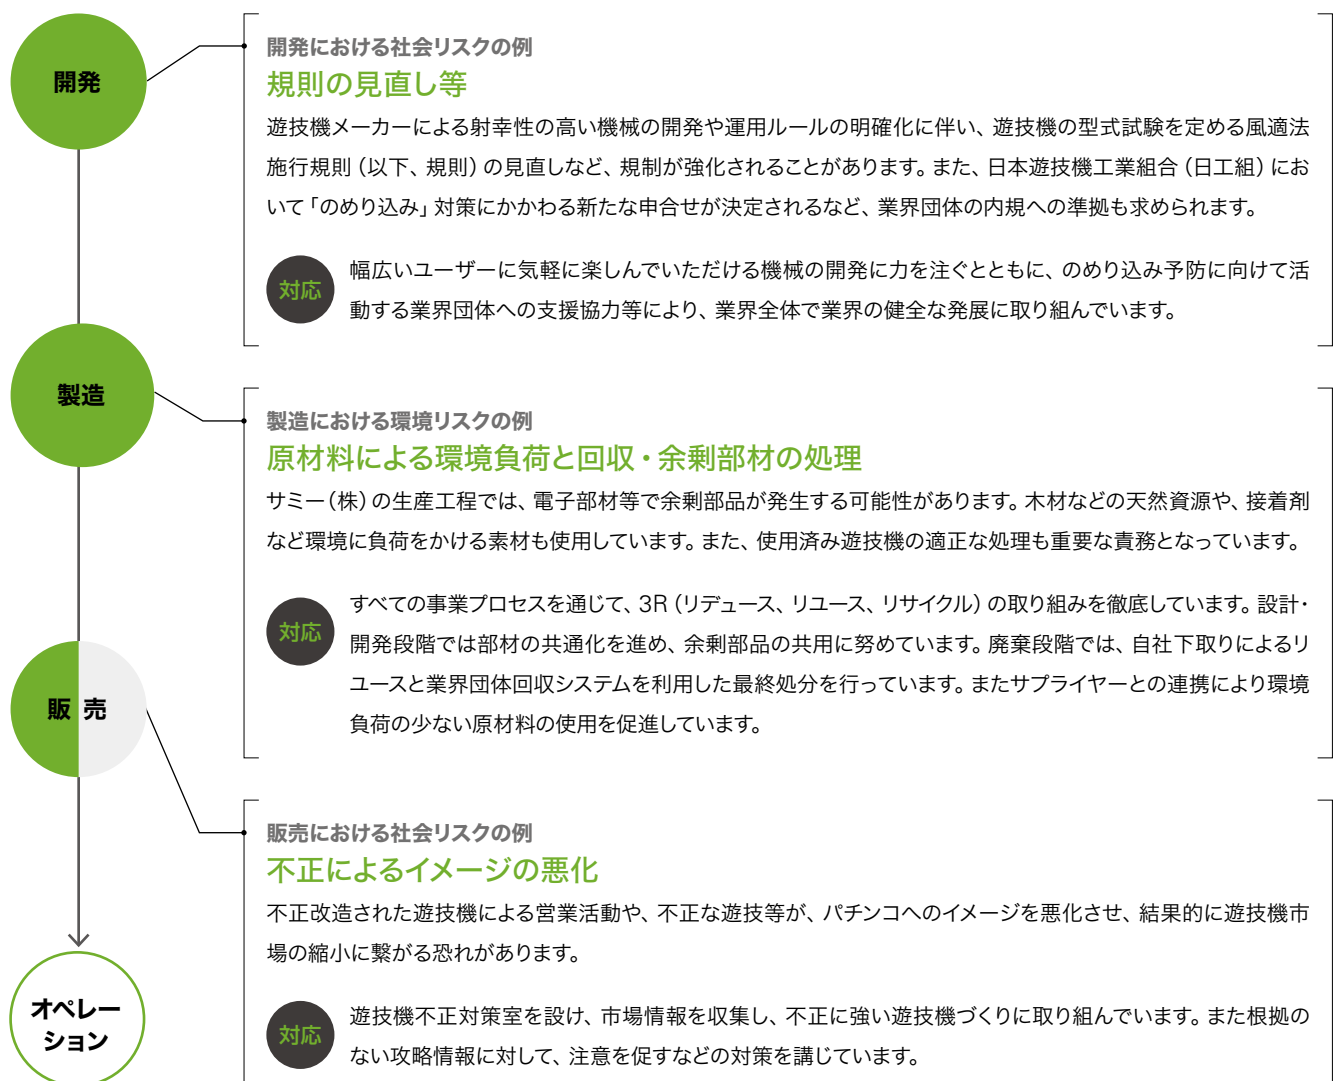 開発
開発における社会リスクの例
規則の見直し等
遊技機メーカーによる射幸性の高い機械の開発や運用ルールの明確化に伴い、遊技機の型式試験を定める風適法
施行規則（以下、規則）の見直しなど、規制が強化されることがあります。また、日本遊技機工業組合（日工組）にお
いて「のめり込み」対策にかかわる新たな申合せが決定されるなど、業界団体の内規への準拠も求められます。
対応
幅広いユーザーに気軽に楽しんでいただける機械の開発に力を注ぐとともに、のめり込み予防に向けて活
動する業界団体への支援協力等により、業界全体で業界の健全な発展に取り組んでいます。
製造
製造における環境リスクの例
原材料による環境負荷と回収・余剰部材の処理
サミー（株）の生産工程では、電子部材等で余剰部品が発生する可能性があります。木材などの天然資源や、接着剤
など環境に負荷をかける素材も使用しています。また、使用済み遊技機の適正な処理も重要な責務となっています。
対応
すべての事業プロセスを通じて、3R（リデュース、リユース、リサイクル）の取り組みを徹底しています。設計・
開発段階では部材の共通化を進め、余剰部品の共用に努めています。廃棄段階では、自社下取りによるリ
ユースと業界団体回収システムを利用した最終処分を行っています。またサプライヤーとの連携により環境
負荷の少ない原材料の使用を促進しています。
販売
販売における社会リスクの例
不正によるイメージの悪化
不正改造された遊技機による営業活動や、不正な遊技等が、パチンコへのイメージを悪化させ、結果的に遊技機市
場の縮小に繋がる恐れがあります。
対応
遊技機不正対策室を設け、市場情報を収集し、不正に強い遊技機づくりに取り組んでいます。また根拠の
ない攻略情報に対して、注意を促すなどの対策を講じています。
オペレー
ション